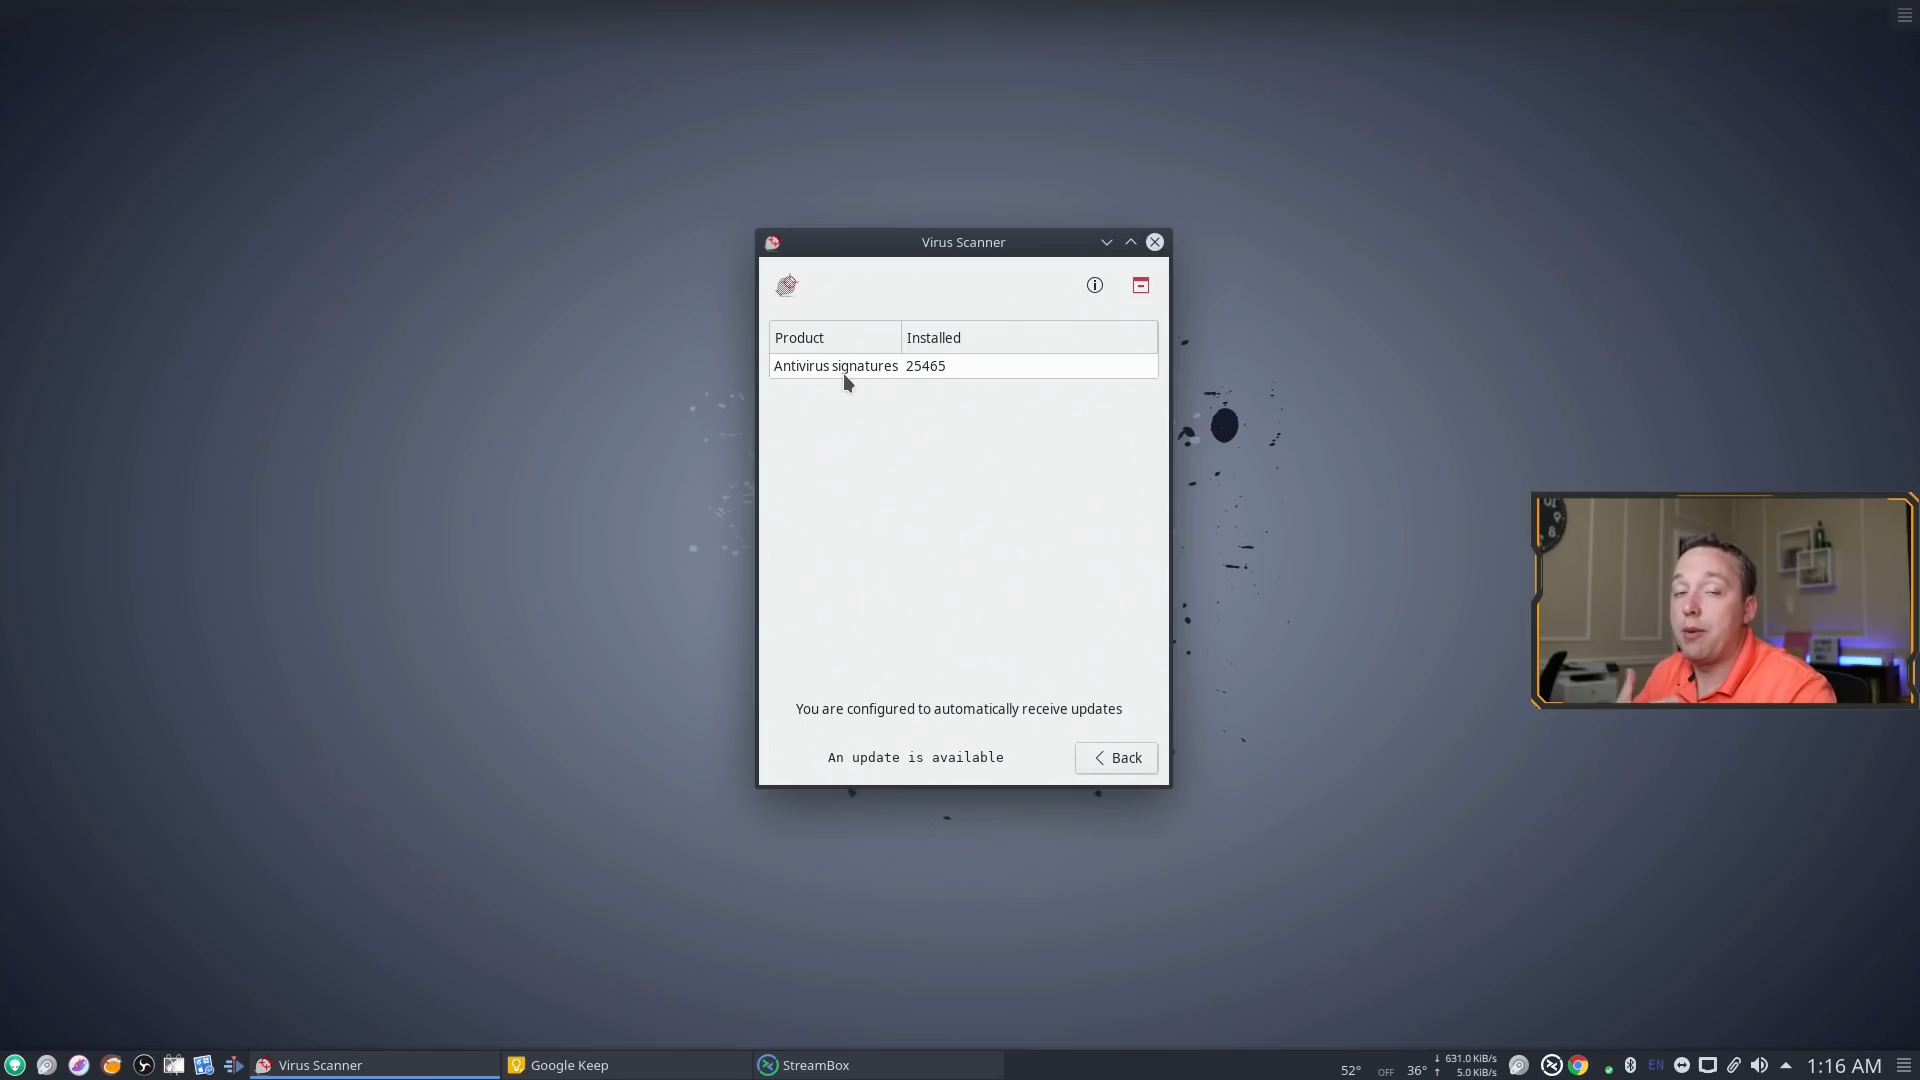 Virus Scanner
Product Installed
Antivirus signatures 25465
You are configured to automatically receive updates
An update is available
Back
Virus Scanner
Google Keep
StreamBox
52°
OFF
36°
↓ 631.0 KiB/s
↑ 5.0 KiB/s
EN
1:16 AM